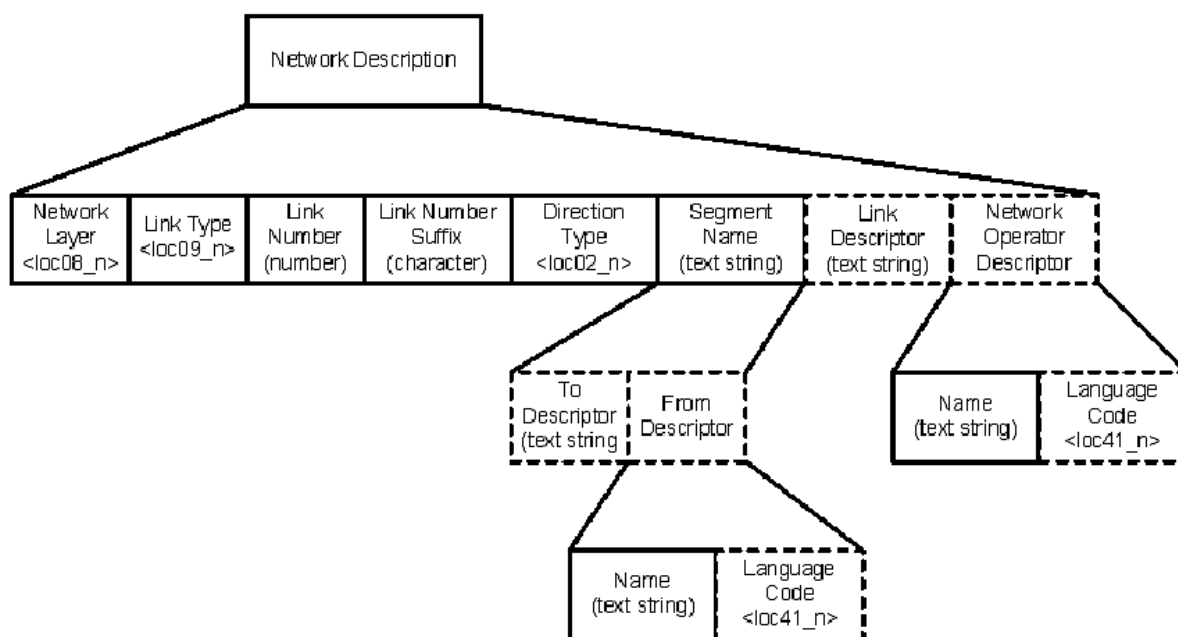 Network Description
Network
Layer
<loc08_n>
Link Type
<loc09_n>
Link
Number
(number)
Link Number
Suffix
(character)
Direction
Type
<loc02_n>
Segment
Name
(text string)
Link
Descriptor
(text string)
Network
Operator
Descriptor
To
Descriptor
(text string
From
Descriptor
Name
(text string)
Language
Code
<loc41_n>
Name
(text string)
Language
Code
<loc41_n>